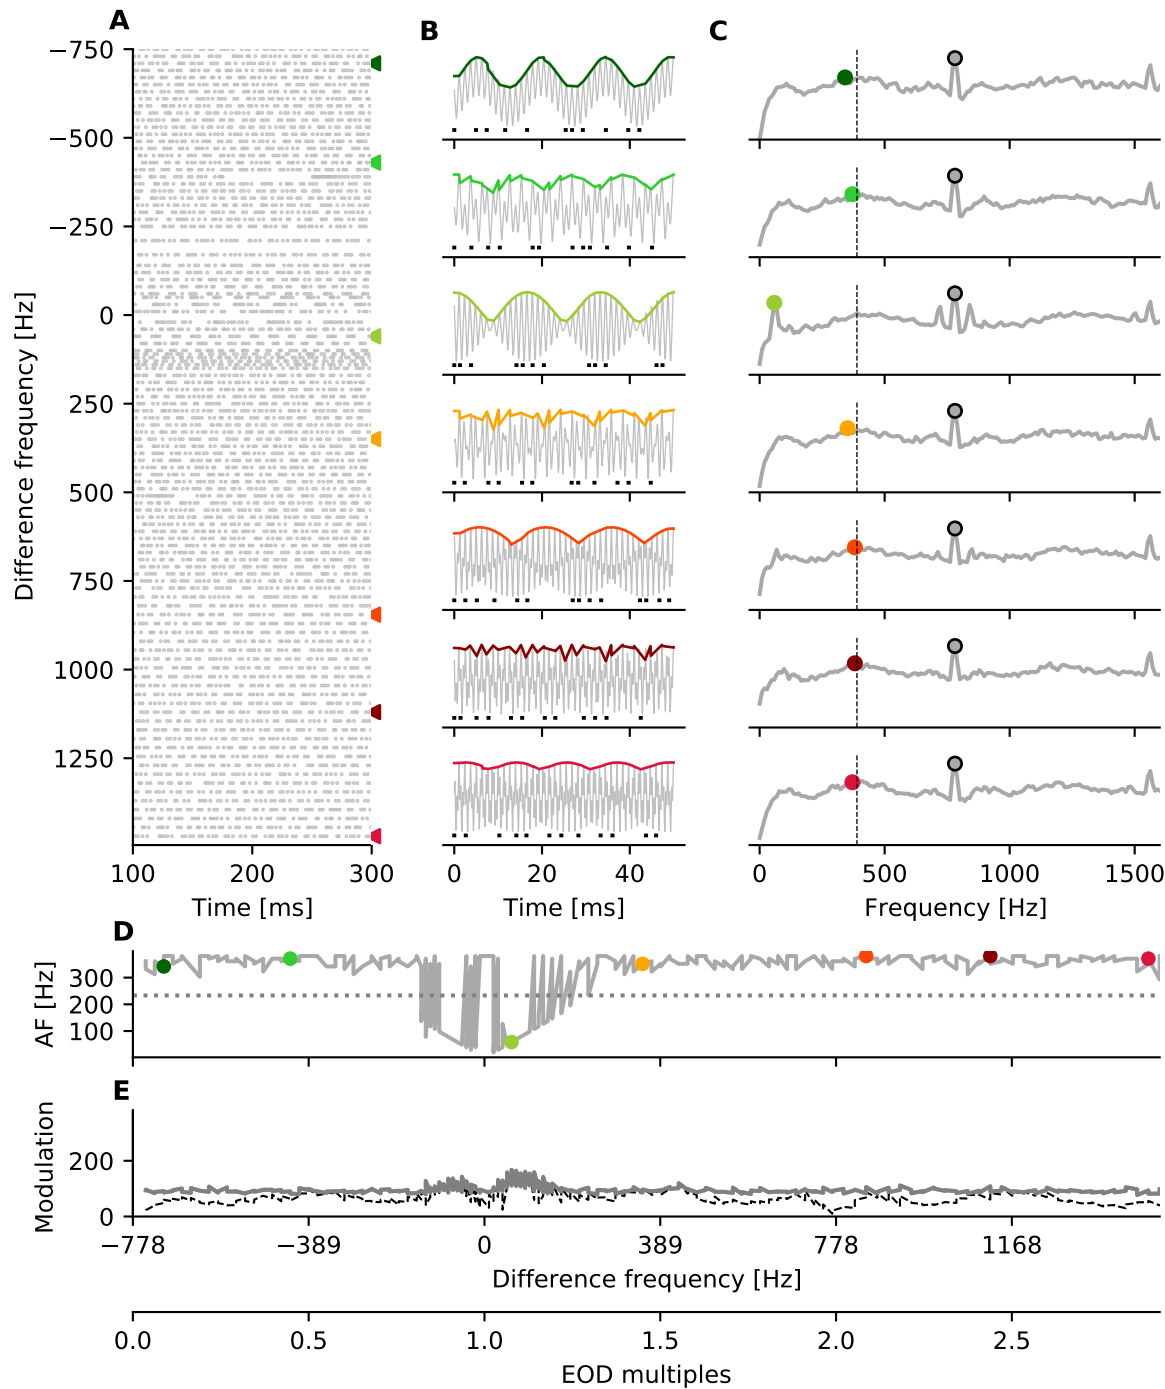 A
B
C
−750
−500
−250
0
250
500
750
1000
1250
Difference frequency [Hz]
100 200 300
Time [ms]
0 20 40
Time [ms]
0 500 1000 1500
Frequency [Hz]
D
300
200
100
AF [Hz]
E
200
0
Modulation
−778 −389 0 389 778 1168
Difference frequency [Hz]
0.0 0.5 1.0 1.5 2.0 2.5
EOD multiples